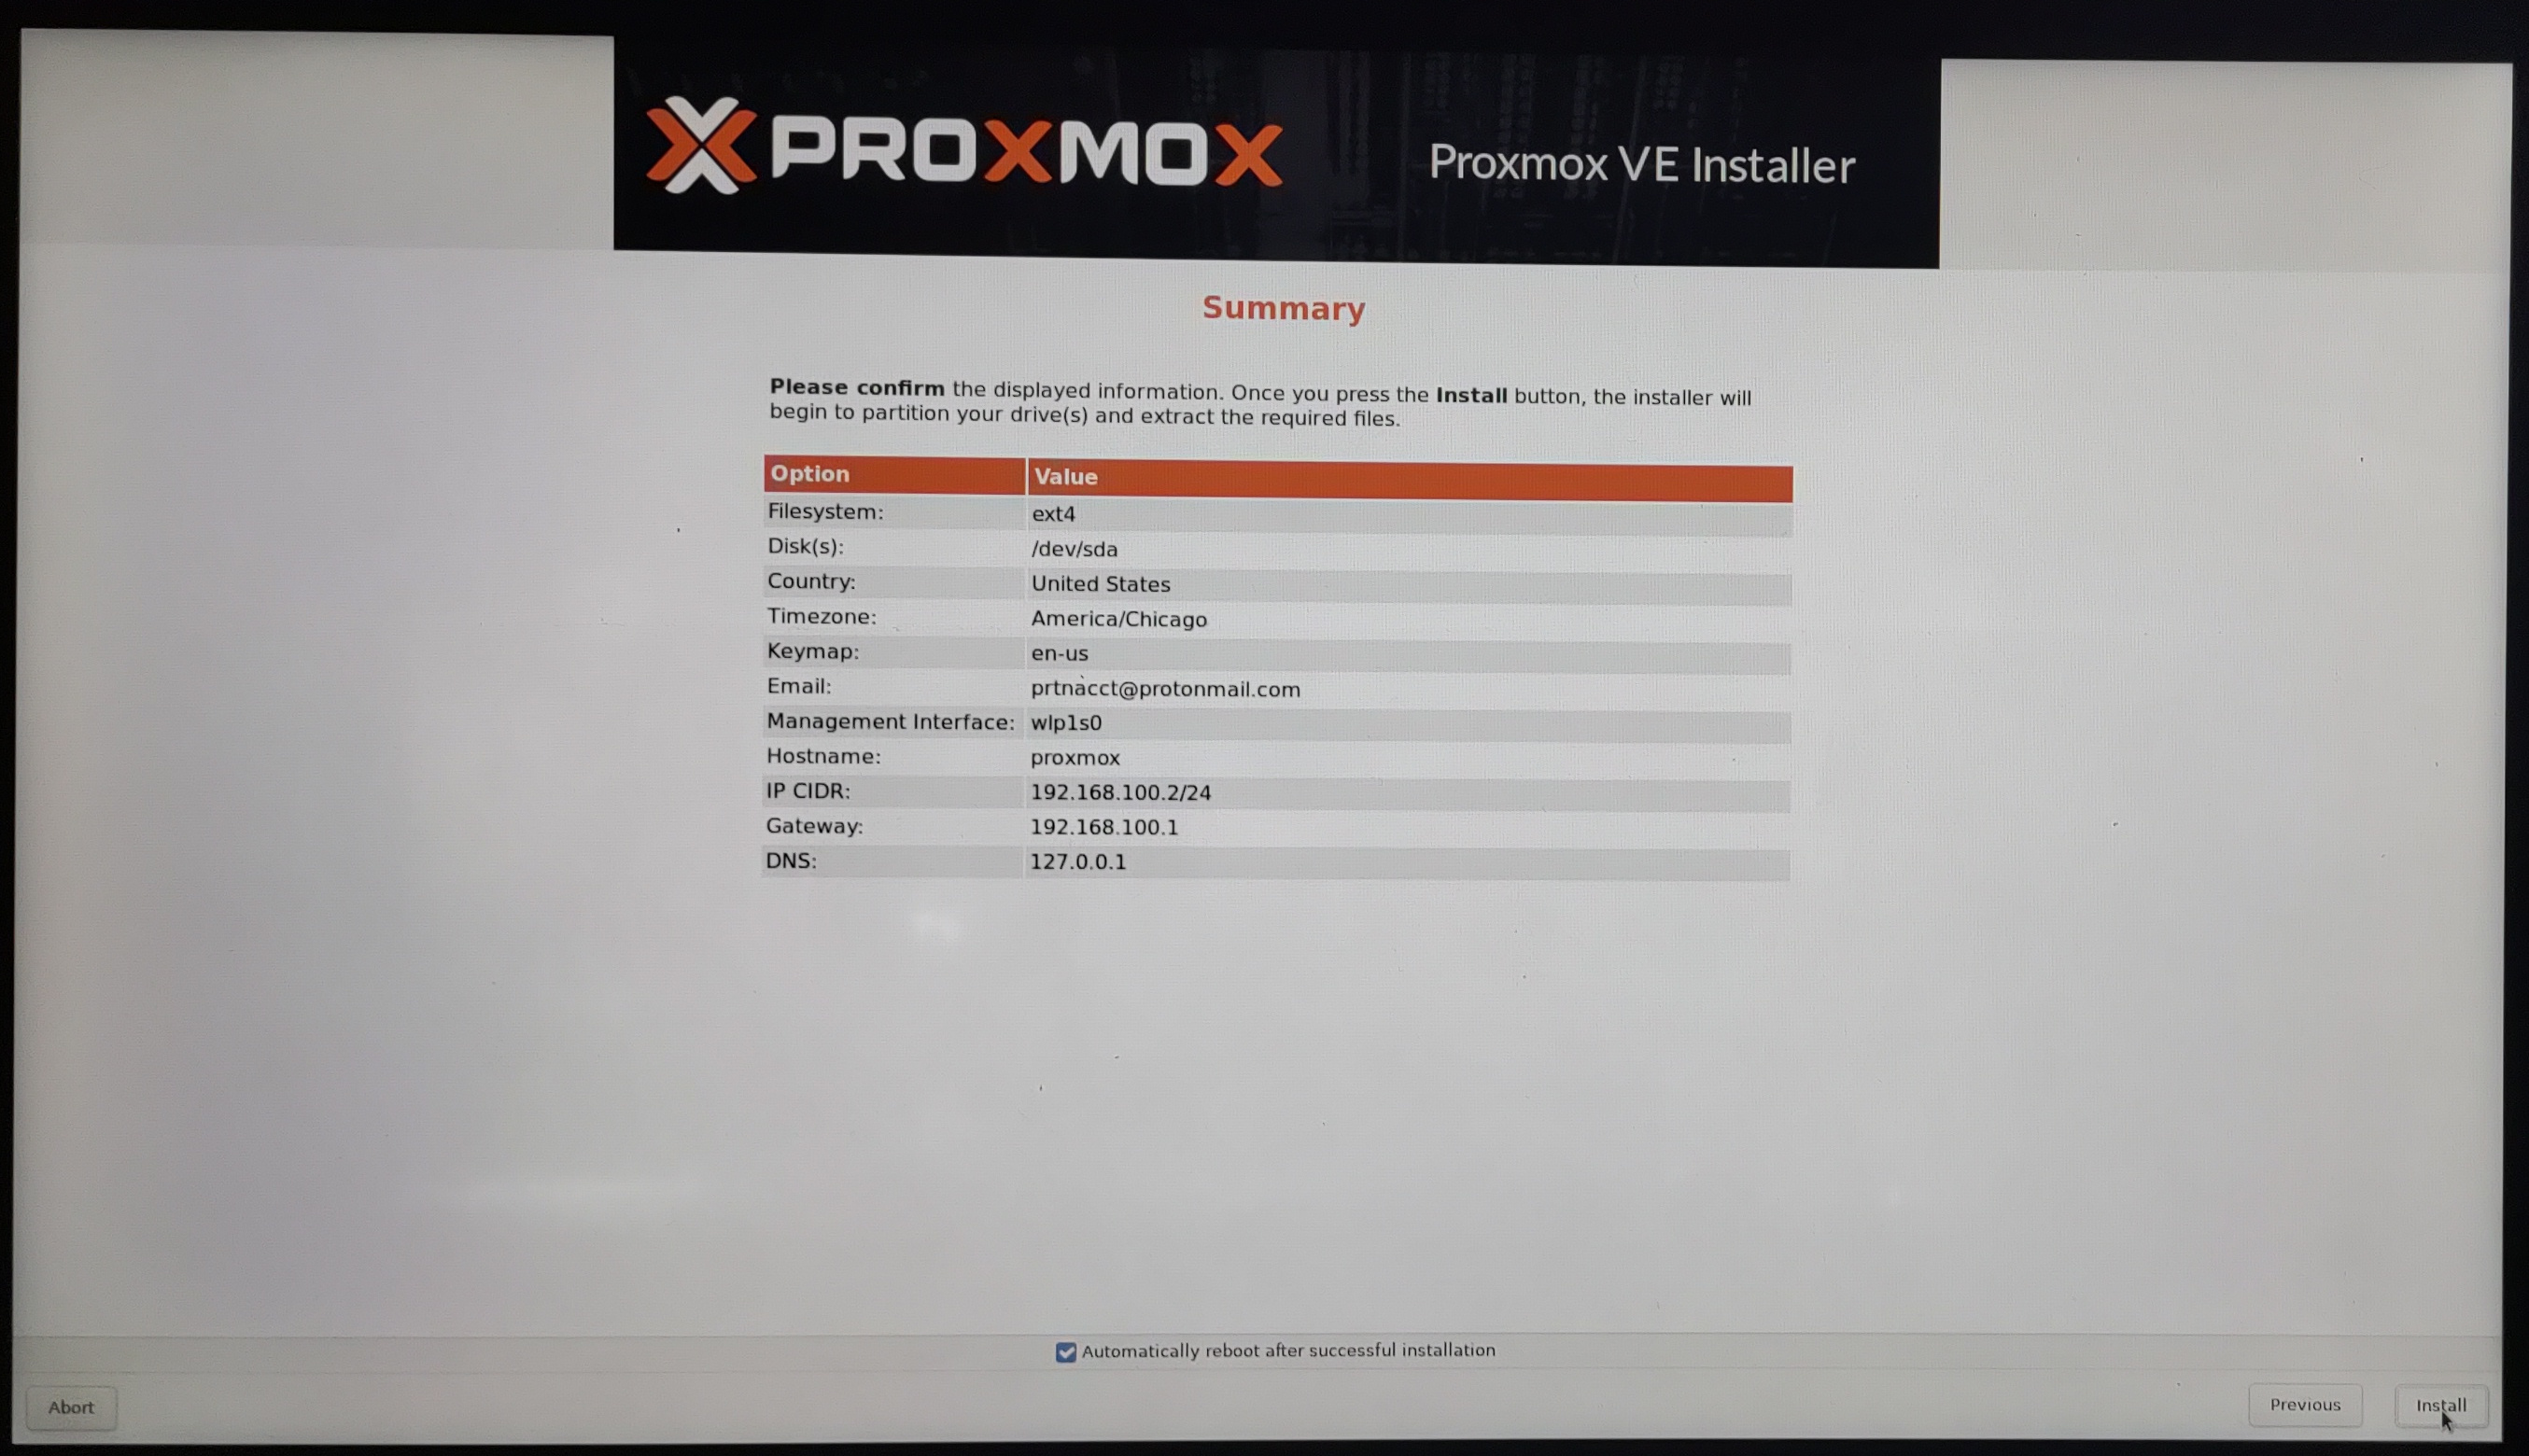 PROXMOX
Proxmox VE Installer
Summary
Please confirm the displayed information. Once you press the Install button, the installer will
begin to partition your drive(s) and extract the required files.
Option Value
Filesystem: ext4
Disk(s): /dev/sda
Country: United States
Timezone: America/Chicago
Keymap: en-us
Email: prtnacct@protonmail.com
Management Interface: wlp1s0
Hostname: proxmox
IP CIDR: 192.168.100.2/24
Gateway: 192.168.100.1
DNS: 127.0.0.1
Automatically reboot after successful installation
Abort Previous Install